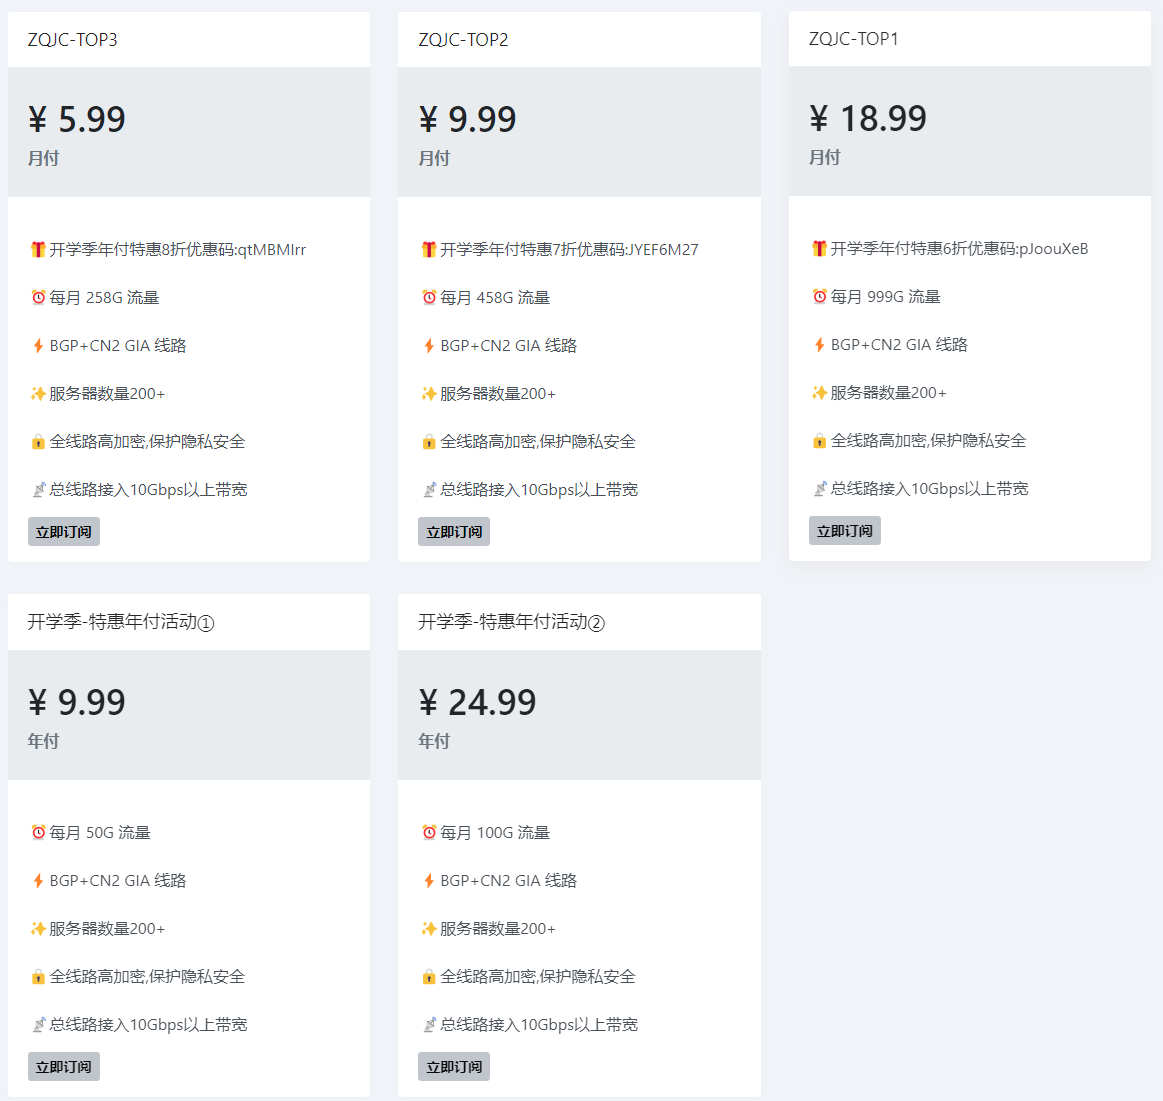 ZQJC-TOP3
¥ 5.99
月付
🎁开学季年付特惠8折优惠码:qtMBMIrr
⏰每月 258G 流量
⚡BGP+CN2 GIA 线路
✨服务器数量200+
🔒全线路高加密,保护隐私安全
📡总线路接入10Gbps以上带宽
立即订阅
ZQJC-TOP2
¥ 9.99
月付
🎁开学季年付特惠7折优惠码:JYEF6M27
⏰每月 458G 流量
⚡BGP+CN2 GIA 线路
✨服务器数量200+
🔒全线路高加密,保护隐私安全
📡总线路接入10Gbps以上带宽
立即订阅
ZQJC-TOP1
¥ 18.99
月付
🎁开学季年付特惠6折优惠码:pJoouXeB
⏰每月 999G 流量
⚡BGP+CN2 GIA 线路
✨服务器数量200+
🔒全线路高加密,保护隐私安全
📡总线路接入10Gbps以上带宽
立即订阅
开学季-特惠年付活动①
¥ 9.99
年付
⏰每月 50G 流量
⚡BGP+CN2 GIA 线路
✨服务器数量200+
🔒全线路高加密,保护隐私安全
📡总线路接入10Gbps以上带宽
立即订阅
开学季-特惠年付活动②
¥ 24.99
年付
⏰每月 100G 流量
⚡BGP+CN2 GIA 线路
✨服务器数量200+
🔒全线路高加密,保护隐私安全
📡总线路接入10Gbps以上带宽
立即订阅